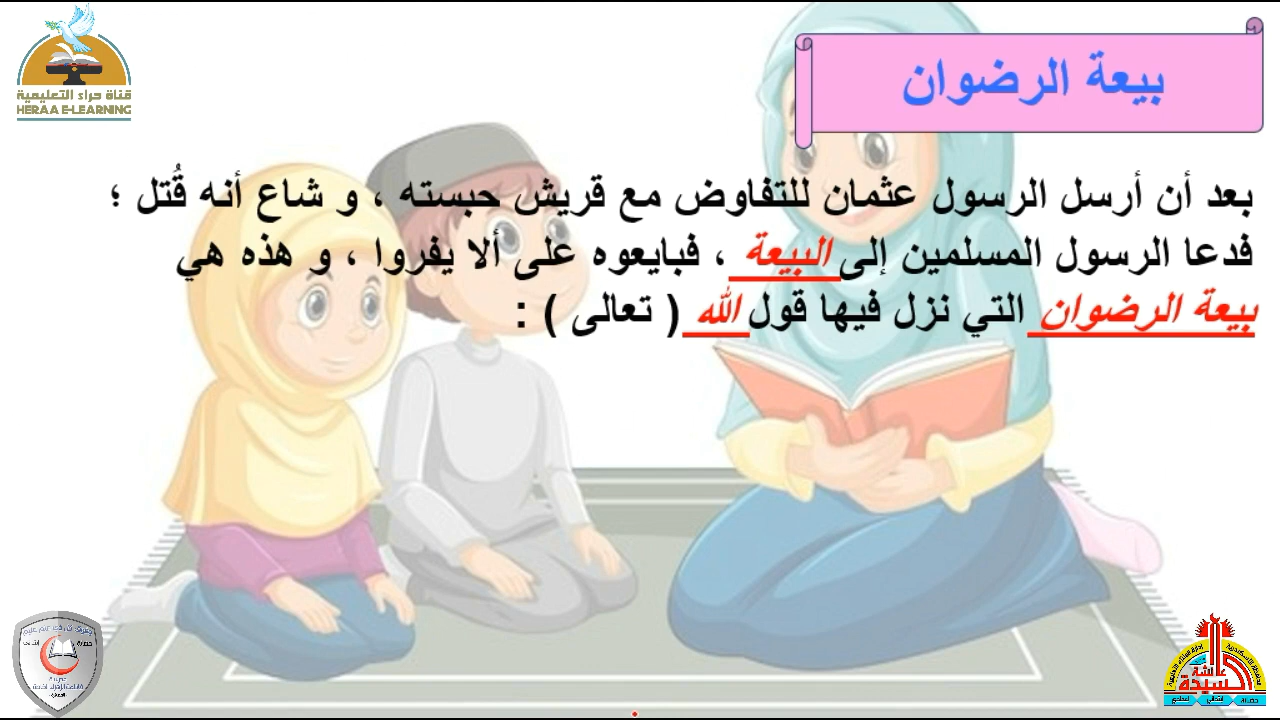 قناة حراء التعليمية
HERAA E-LEARNING
بيعة الرضوان
بعد أن أرسل الرسول عثمان للتفاوض مع قريش حبسته ، و شاع أنه قُتل ؛
فدعا الرسول المسلمين إلى البيعة ، فبايعوه على ألا يفروا ، و هذه هي
بيعة الرضوان التي نزل فيها قول الله ( تعالى ) :
السيدة عائشة